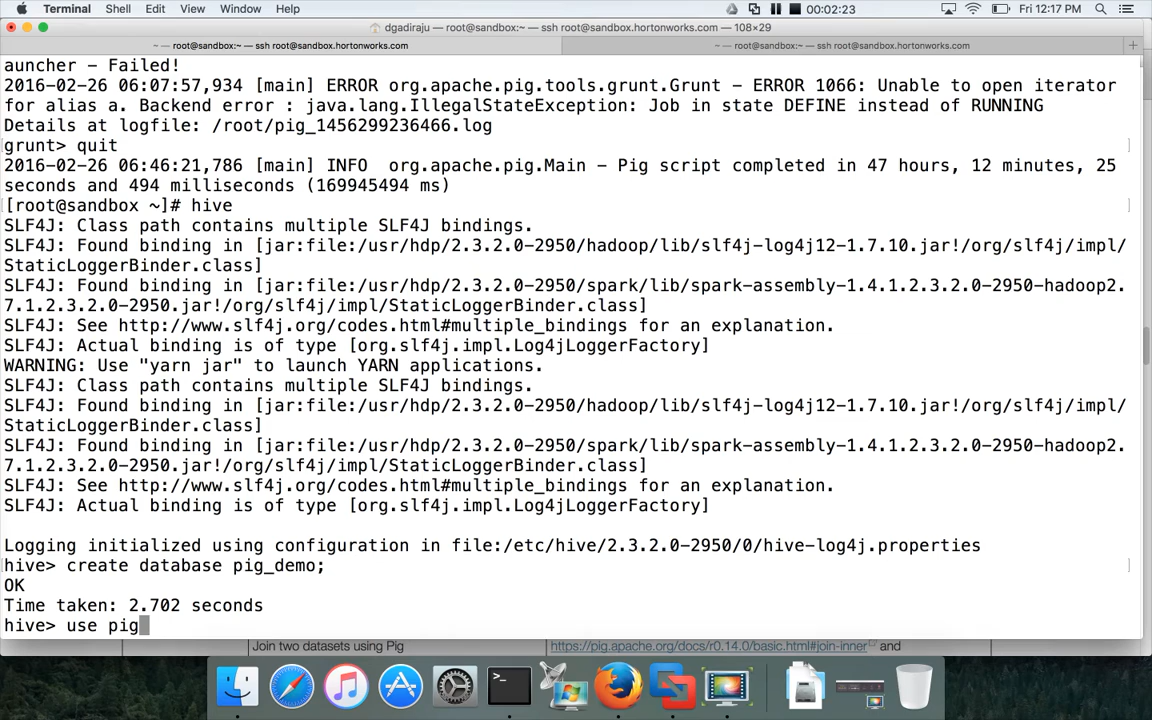 Terminal Shell Edit View Window Help 00:02:23 Fri 12:17 PM
dgadiraju — root@sandbox:~ — ssh root@sandbox.hortonworks.com — 108×29
~ — root@sandbox:~ — ssh root@sandbox.hortonworks.com ~ — root@sandbox:~ — ssh root@sandbox.hortonworks.com +
auncher - Failed!
2016-02-26 06:07:57,934 [main] ERROR org.apache.pig.tools.grunt.Grunt - ERROR 1066: Unable to open iterator
for alias a. Backend error : java.lang.IllegalStateException: Job in state DEFINE instead of RUNNING
Details at logfile: /root/pig_1456299236466.log
grunt> quit
2016-02-26 06:46:21,786 [main] INFO  org.apache.pig.Main - Pig script completed in 47 hours, 12 minutes, 25
seconds and 494 milliseconds (169945494 ms)
[root@sandbox ~]# hive
SLF4J: Class path contains multiple SLF4J bindings.
SLF4J: Found binding in [jar:file:/usr/hdp/2.3.2.0-2950/hadoop/lib/slf4j-log4j12-1.7.10.jar!/org/slf4j/impl/
StaticLoggerBinder.class]
SLF4J: Found binding in [jar:file:/usr/hdp/2.3.2.0-2950/spark/lib/spark-assembly-1.4.1.2.3.2.0-2950-hadoop2.
7.1.2.3.2.0-2950.jar!/org/slf4j/impl/StaticLoggerBinder.class]
SLF4J: See http://www.slf4j.org/codes.html#multiple_bindings for an explanation.
SLF4J: Actual binding is of type [org.slf4j.impl.Log4jLoggerFactory]
WARNING: Use "yarn jar" to launch YARN applications.
SLF4J: Class path contains multiple SLF4J bindings.
SLF4J: Found binding in [jar:file:/usr/hdp/2.3.2.0-2950/hadoop/lib/slf4j-log4j12-1.7.10.jar!/org/slf4j/impl/
StaticLoggerBinder.class]
SLF4J: Found binding in [jar:file:/usr/hdp/2.3.2.0-2950/spark/lib/spark-assembly-1.4.1.2.3.2.0-2950-hadoop2.
7.1.2.3.2.0-2950.jar!/org/slf4j/impl/StaticLoggerBinder.class]
SLF4J: See http://www.slf4j.org/codes.html#multiple_bindings for an explanation.
SLF4J: Actual binding is of type [org.slf4j.impl.Log4jLoggerFactory]
Logging initialized using configuration in file:/etc/hive/2.3.2.0-2950/0/hive-log4j.properties
hive> create database pig_demo;
OK
Time taken: 2.702 seconds
hive> use pig
Join two datasets using Pig https://pig.apache.org/docs/r0.14.0/basic.html#join-inner and